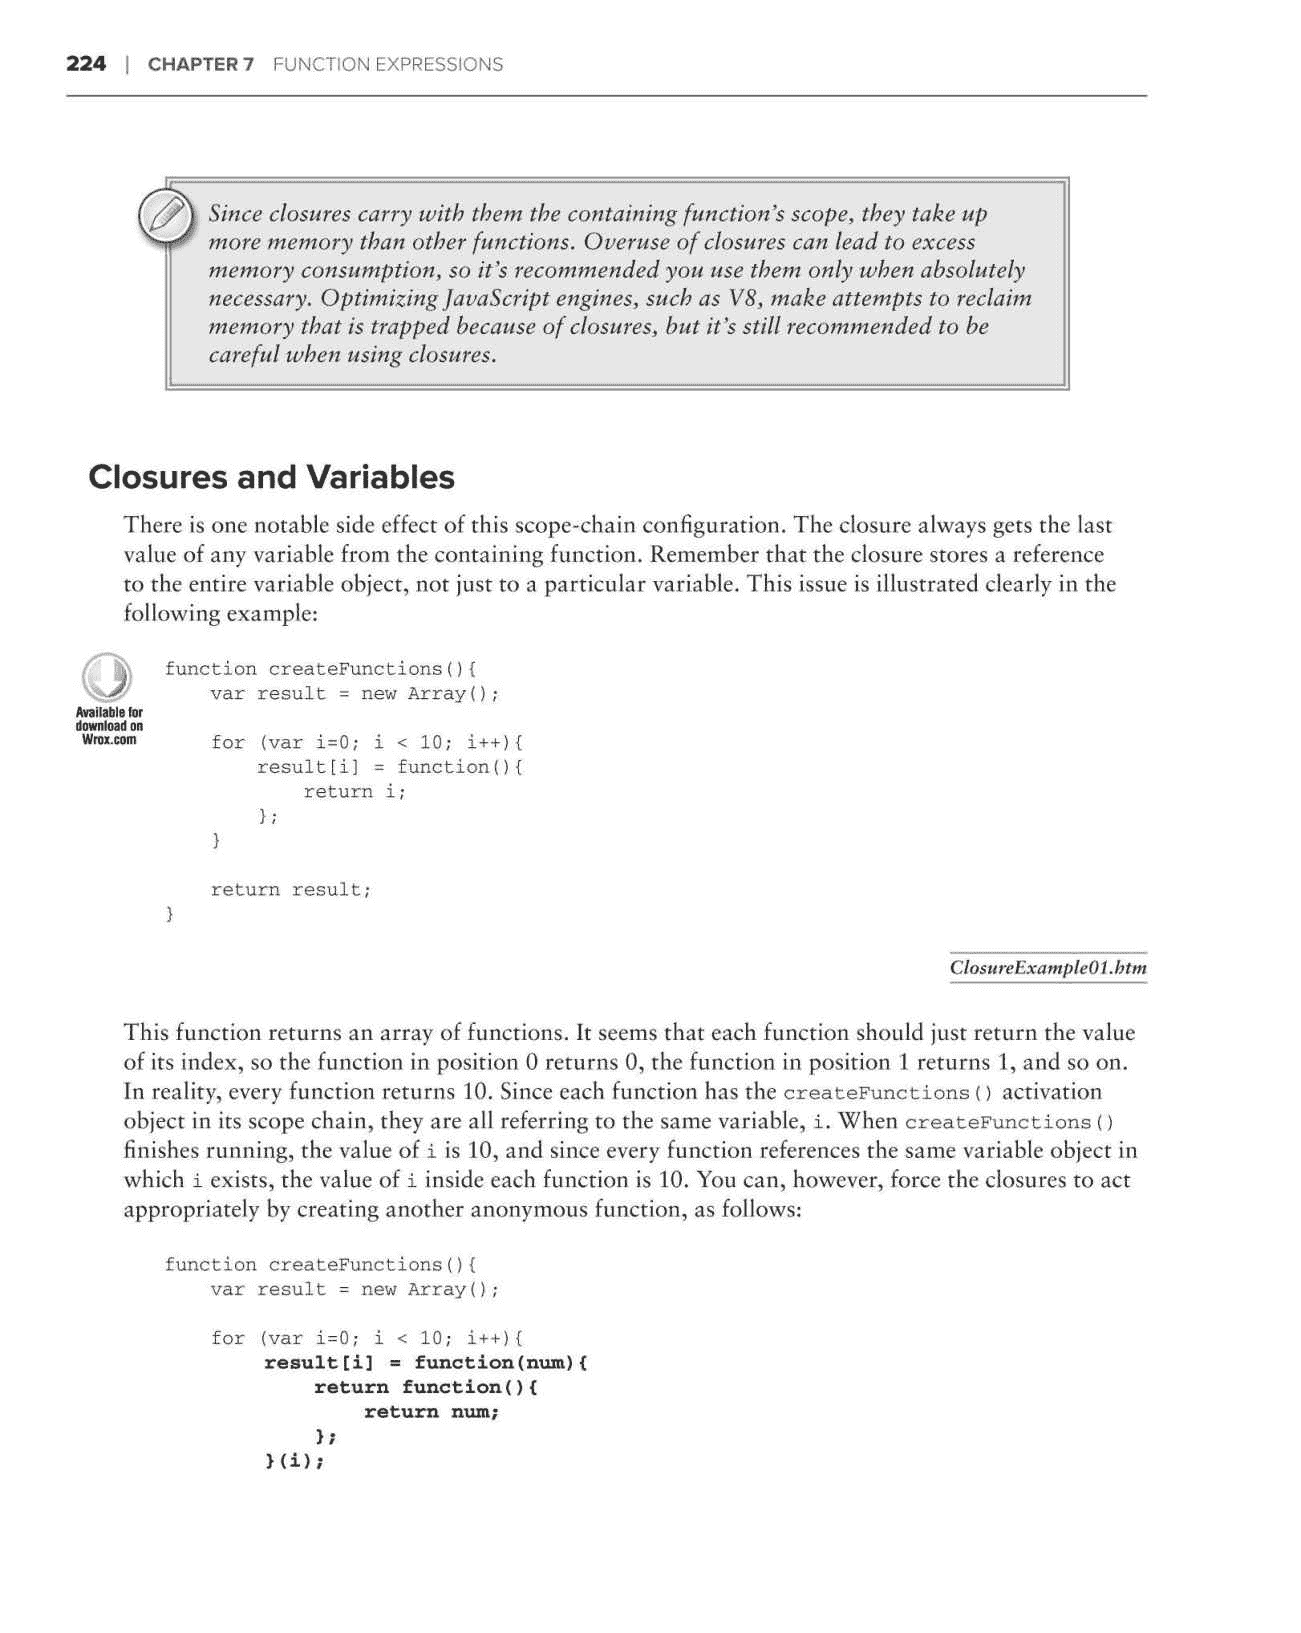 224 | CHAPTER 7 FUNCTION EXPRESSIONS
Since closures carry with them the containing function's scope, they take up
more memory than other functions. Overuse of closures can lead to excess
memory consumption, so it's recommended you use them only when absolutely
necessary. Optimizing JavaScript engines, such as V8, make attempts to reclaim
memory that is trapped because of closures, but it's still recommended to be
careful when using closures.
Closures and Variables
There is one notable side effect of this scope-chain configuration. The closure always gets the last
value of any variable from the containing function. Remember that the closure stores a reference
to the entire variable object, not just to a particular variable. This issue is illustrated clearly in the
following example:
Available for
download on
Wrox.com
function createFunctions(){
    var result = new Array();

    for (var i=0; i < 10; i++){
        result[i] = function(){
            return i;
        };
    }

    return result;
}
ClosureExample01.htm
This function returns an array of functions. It seems that each function should just return the value
of its index, so the function in position 0 returns 0, the function in position 1 returns 1, and so on.
In reality, every function returns 10. Since each function has the createFunctions() activation
object in its scope chain, they are all referring to the same variable, i. When createFunctions()
finishes running, the value of i is 10, and since every function references the same variable object in
which i exists, the value of i inside each function is 10. You can, however, force the closures to act
appropriately by creating another anonymous function, as follows:
function createFunctions(){
    var result = new Array();

    for (var i=0; i < 10; i++){
        result[i] = function(num){
            return function(){
                return num;
            };
        }(i);